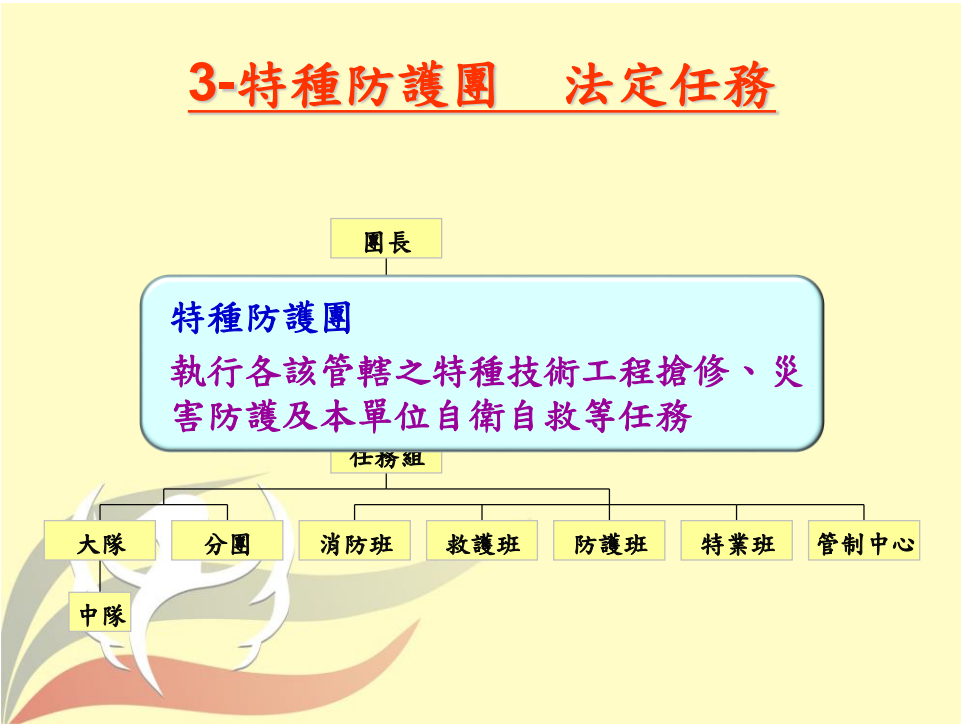 3-特種防護團　法定任務
團長
特種防護團
執行各該管轄之特種技術工程搶修、災
害防護及本單位自衛自救等任務
任務組
大隊 分團 消防班 救護班 防護班 特業班 管制中心
中隊